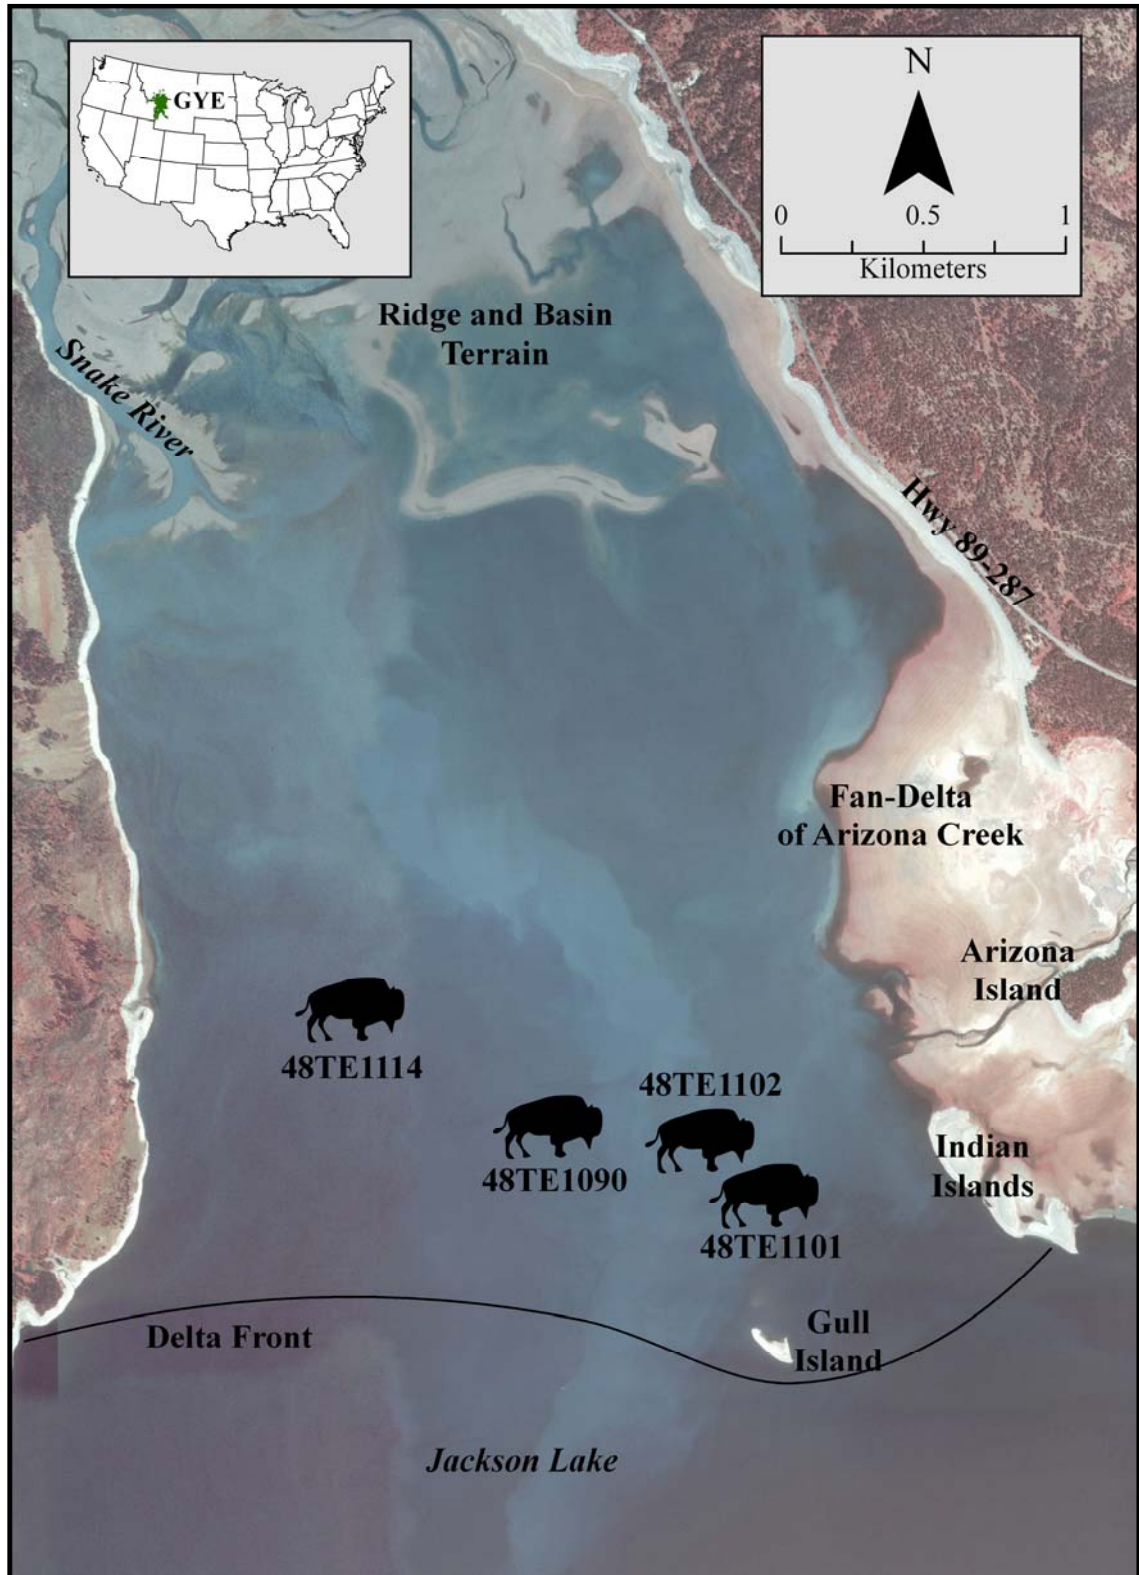 GYE
N
0 0.5 1
Kilometers
Ridge and Basin
Terrain
Snake River
Hwy 89-287
Fan-Delta
of Arizona Creek
Arizona
Island
48TE1114
48TE1102
48TE1090
Indian
Islands
48TE1101
Delta Front
Gull
Island
Jackson Lake